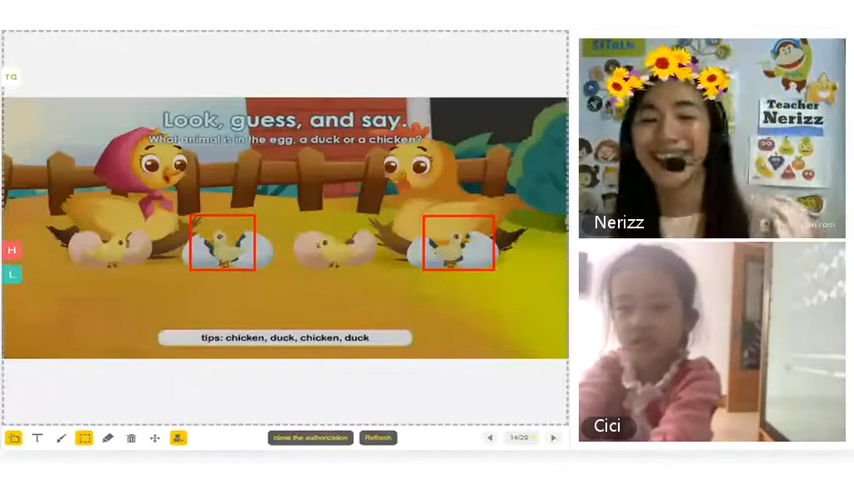 TG
Look, guess, and say.
What animal is in the egg, a duck or a chicken?
H
L
tips: chicken, duck, chicken, duck
T
close the authorization
Refresh
14/29
Teacher
Nerizz
Nerizz
Cici